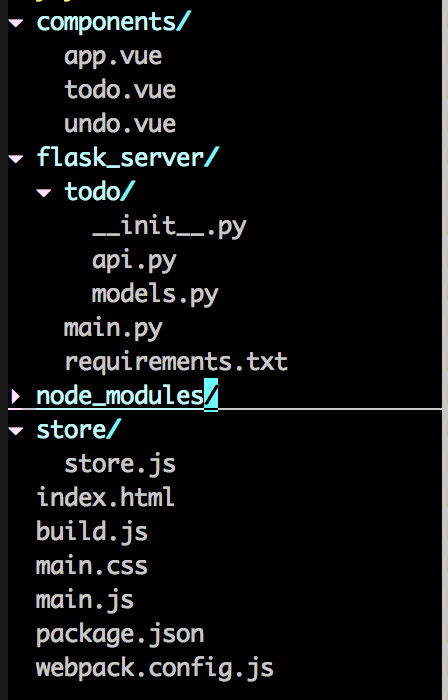 components/
app.vue
todo.vue
undo.vue
flask_server/
todo/
__init__.py
api.py
models.py
main.py
requirements.txt
node_modules/
store/
store.js
index.html
build.js
main.css
main.js
package.json
webpack.config.js